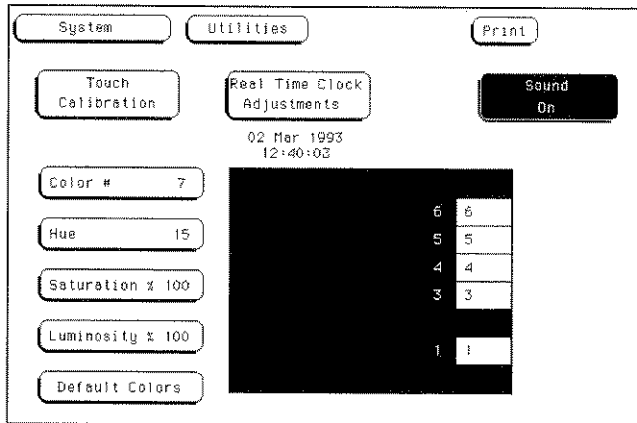 System Utilities Print
Touch
Calibration
Real Time Clock
Adjustments
Sound
On
02 Mar 1993
12:40:03
Color # 7
Hue 15
Saturation % 100
Luminosity % 100
Default Colors
6 6
5 5
4 4
3 3
1 1